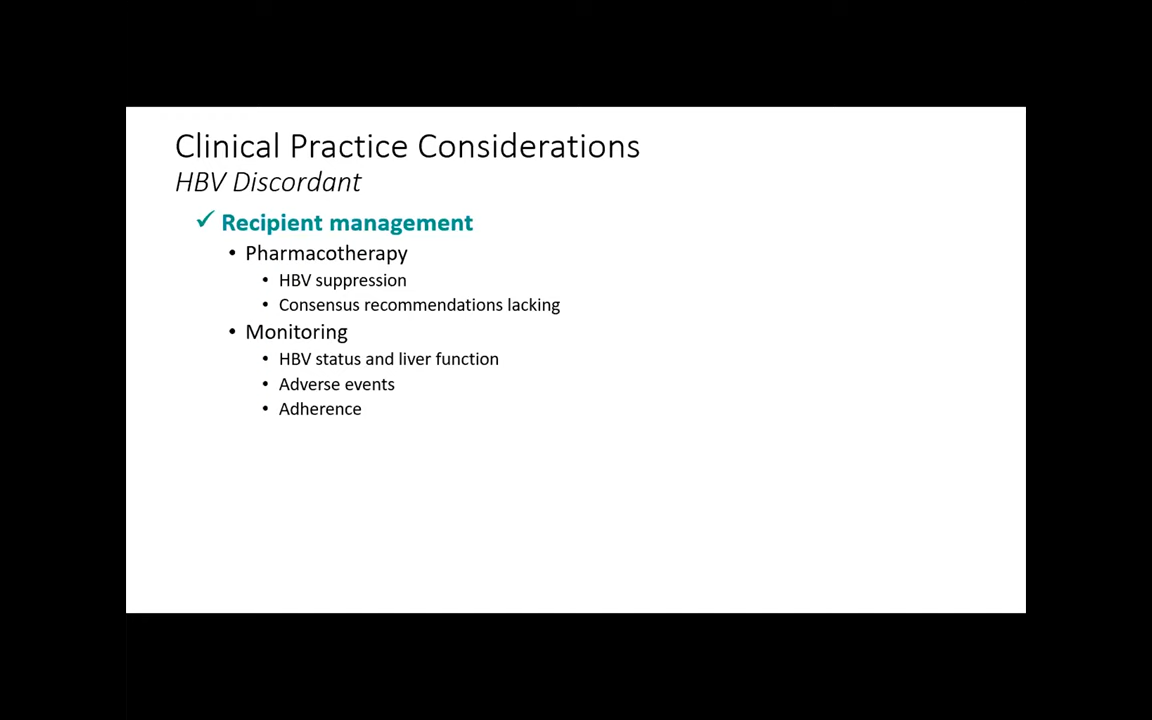 Clinical Practice Considerations
HBV Discordant
✓ Recipient management
• Pharmacotherapy
• HBV suppression
• Consensus recommendations lacking
• Monitoring
• HBV status and liver function
• Adverse events
• Adherence